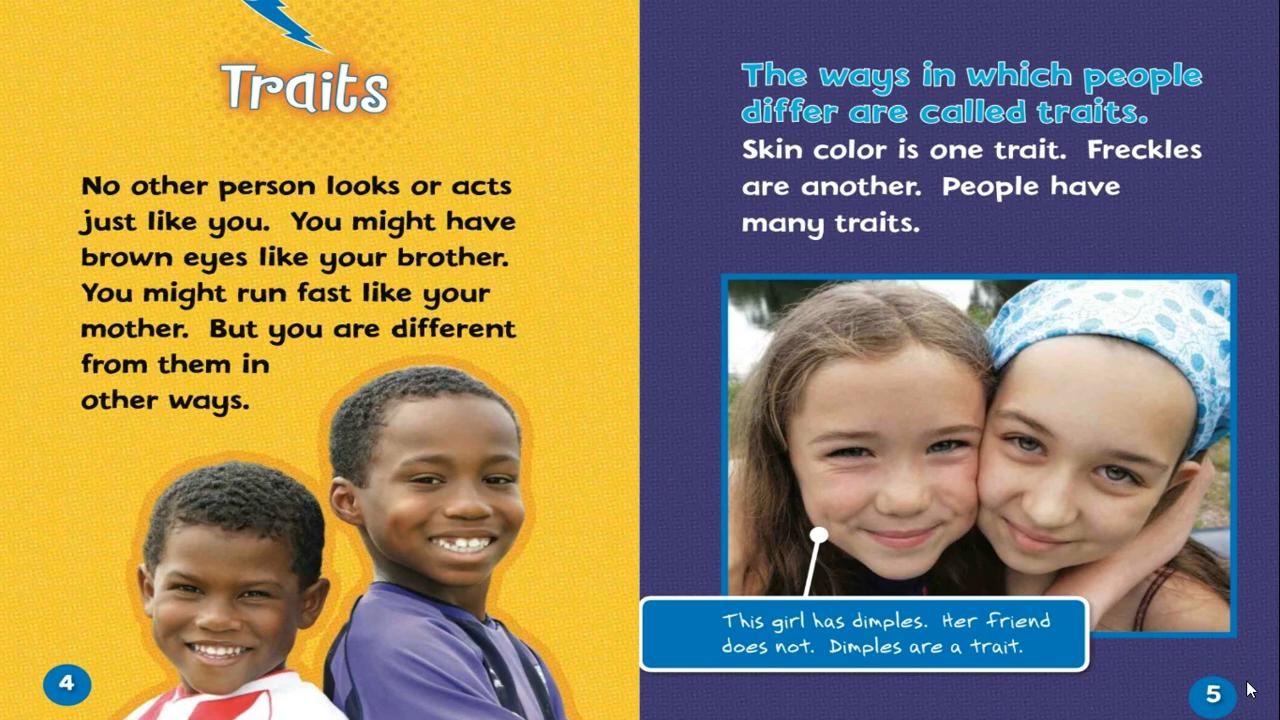 Traits
No other person looks or acts
just like you. You might have
brown eyes like your brother.
You might run fast like your
mother. But you are different
from them in
other ways.
4
The ways in which people
differ are called traits.
Skin color is one trait. Freckles
are another. People have
many traits.
This girl has dimples. Her friend
does not. Dimples are a trait.
5